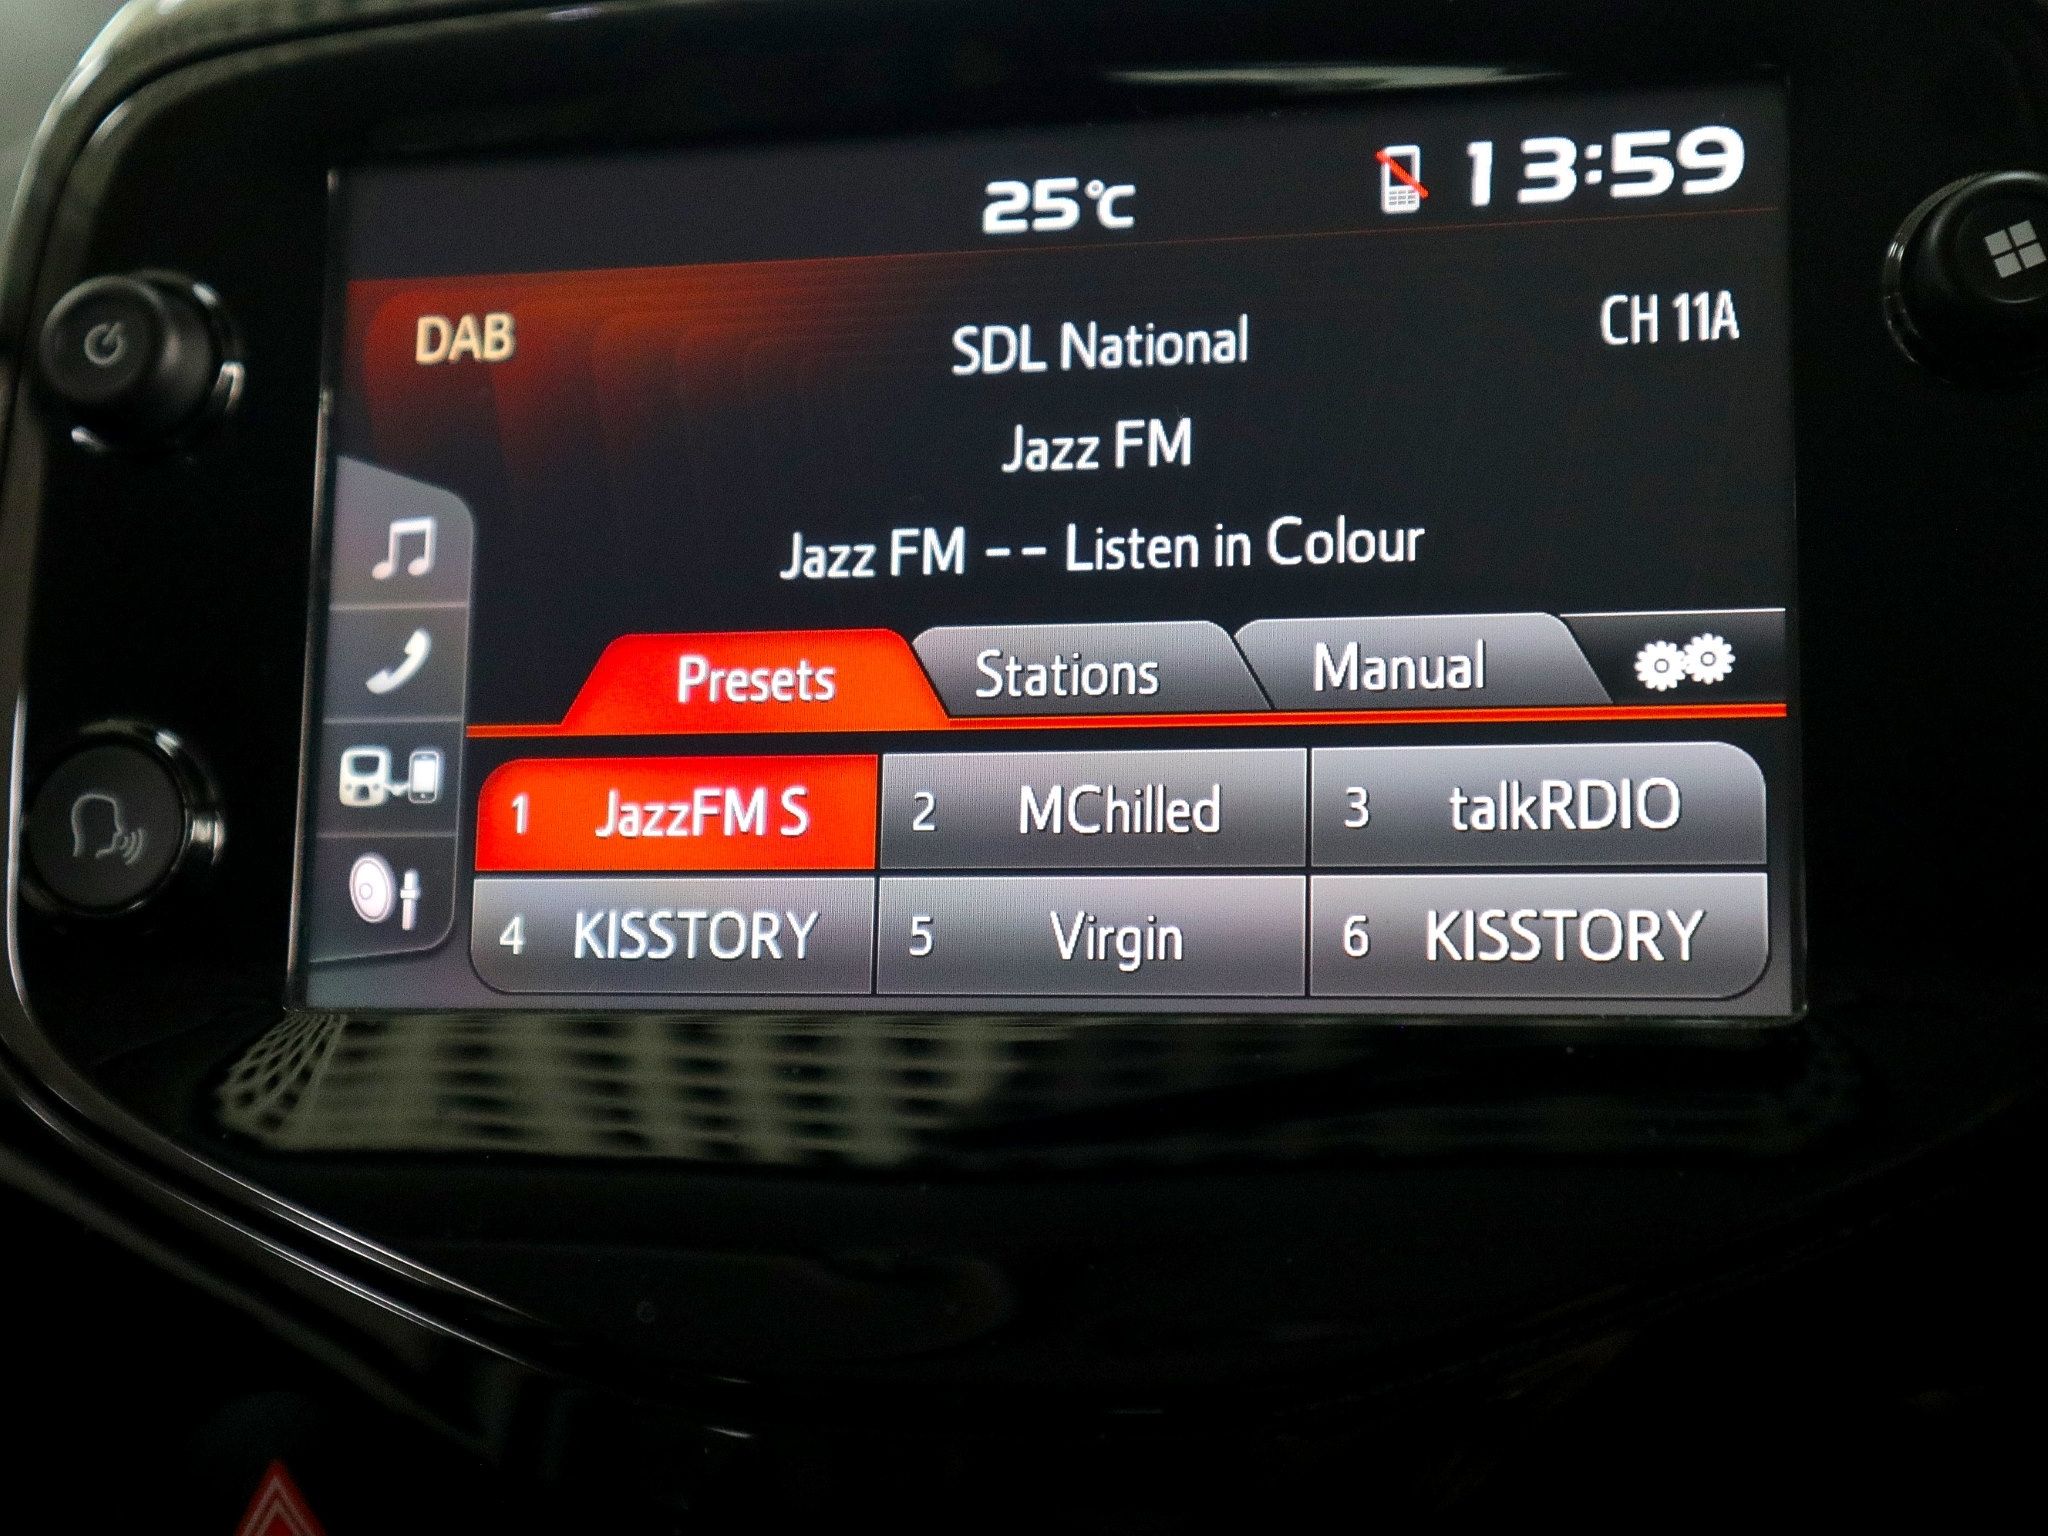 25°C 13:59
DAB SDL National CH 11A
Jazz FM
Jazz FM -- Listen in Colour
Presets Stations Manual
1 JazzFM S 2 MChilled 3 talkRDIO
4 KISSTORY 5 Virgin 6 KISSTORY